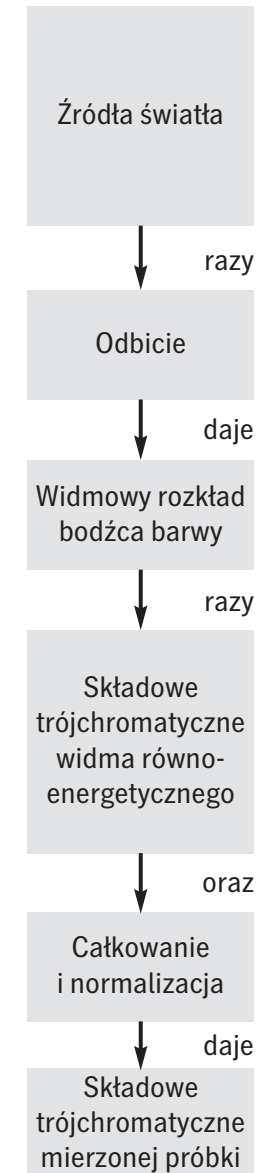 Źródła światła
razy
Odbicie
daje
Widmowy rozkład
bodźca barwy
razy
Składowe
trójchromatyczne
widma równo-
energetycznego
oraz
Całkowanie
i normalizacja
daje
Składowe
trójchromatyczne
mierzonej próbki